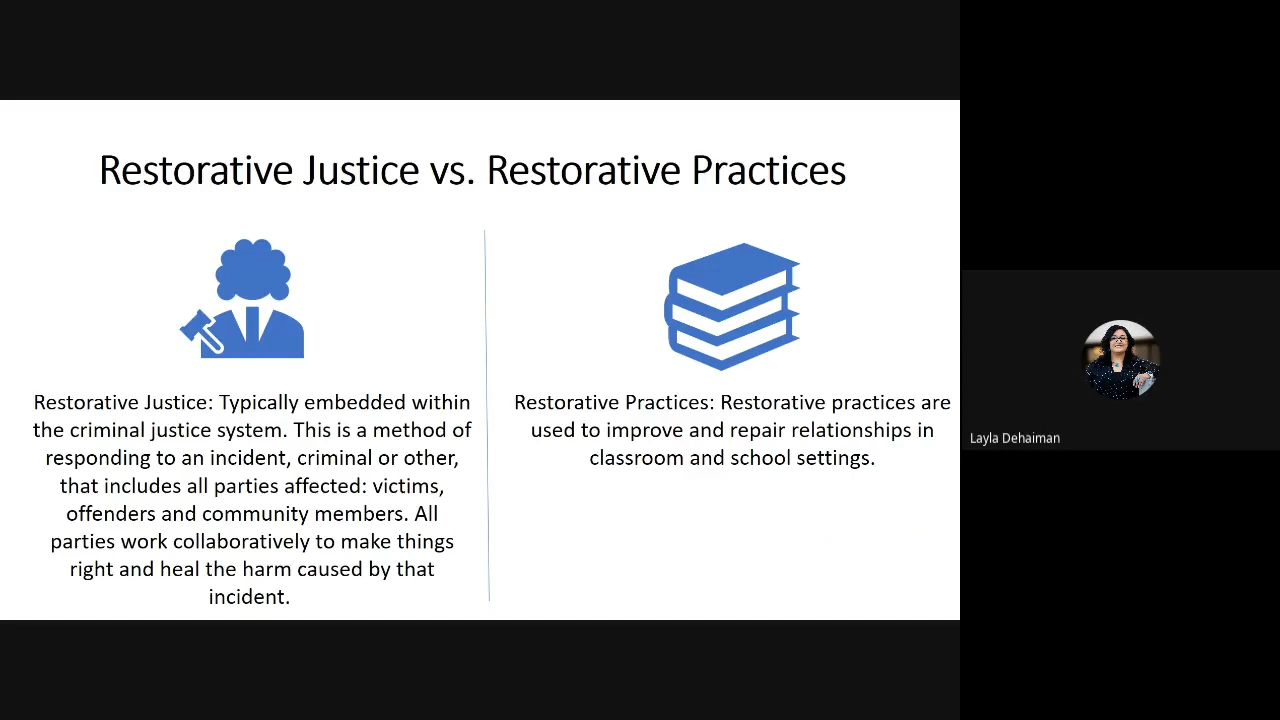 Restorative Justice vs. Restorative Practices
Restorative Justice: Typically embedded within
the criminal justice system. This is a method of
responding to an incident, criminal or other,
that includes all parties affected: victims,
offenders and community members. All
parties work collaboratively to make things
right and heal the harm caused by that
incident.
Restorative Practices: Restorative practices are
used to improve and repair relationships in
classroom and school settings.
Layla Dehaiman